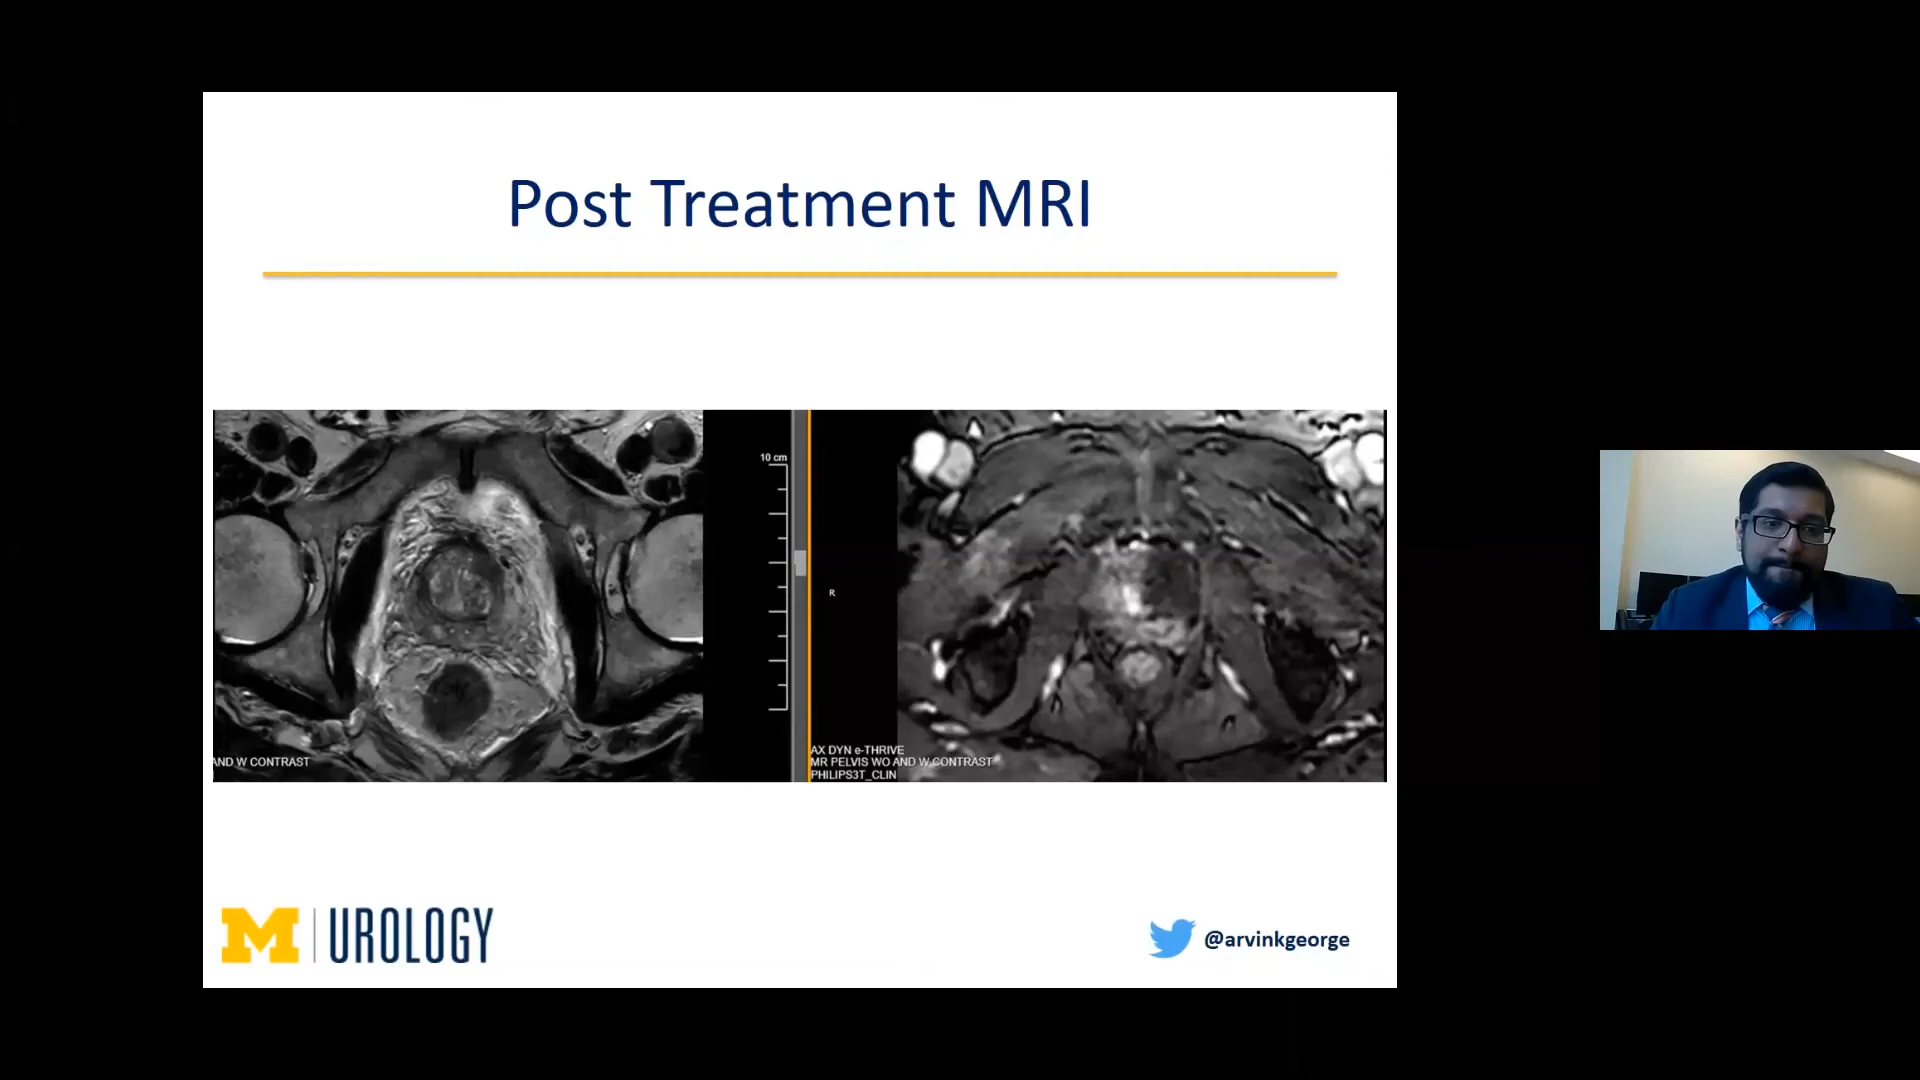 Post Treatment MRI
10 cm
R
AND W CONTRAST
AX DYN e-THRIVE
MR PELVIS WO AND W CONTRAST
PHILIPS3T_CLIN
M UROLOGY
@arvinkgeorge